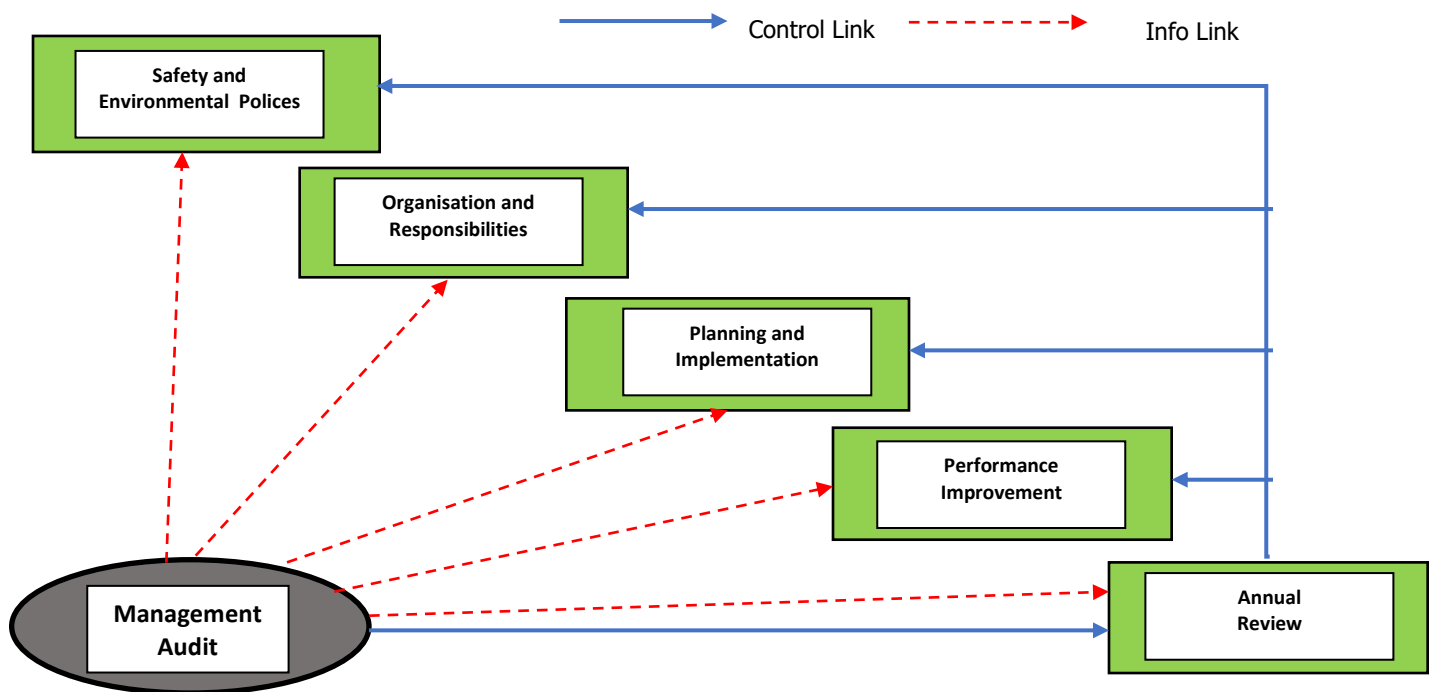 Control Link
Info Link
Safety and
Environmental Polices
Organisation and
Responsibilities
Planning and
Implementation
Performance
Improvement
Management
Audit
Annual
Review